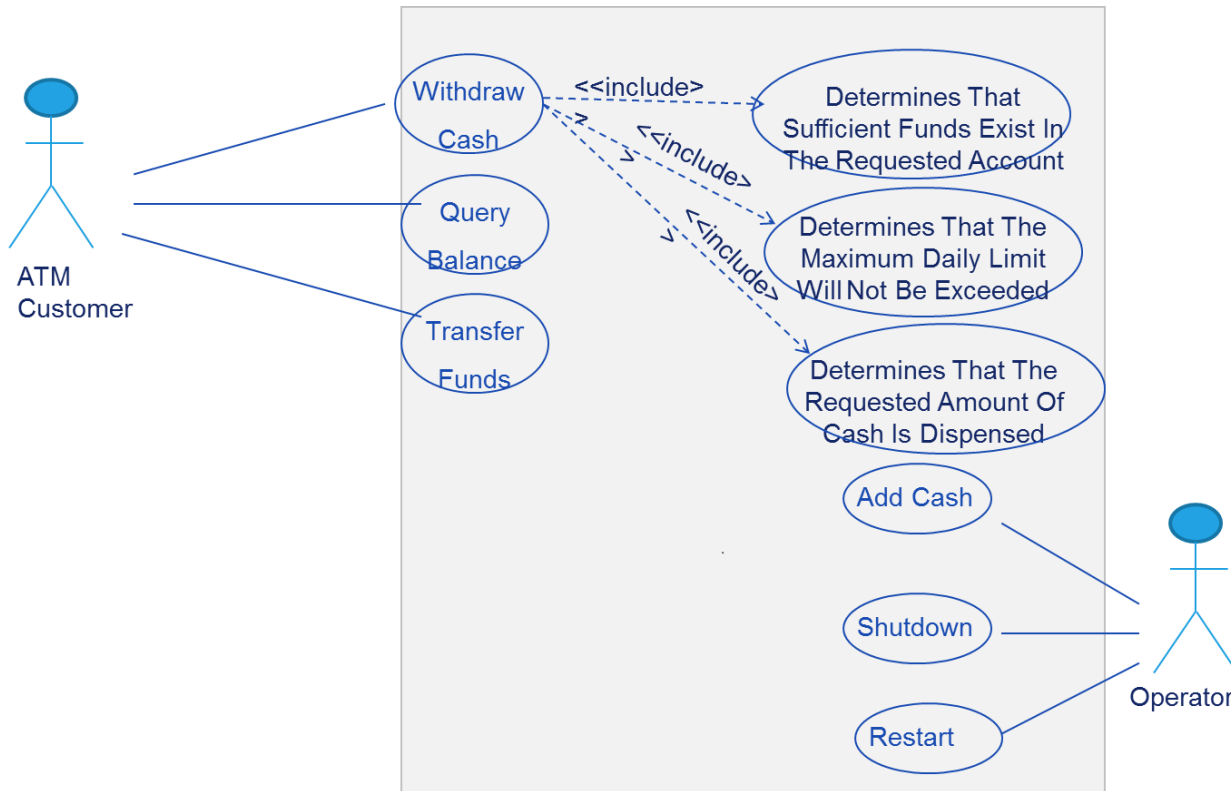 Withdraw
Cash
<<include>
>
Determines That
Sufficient Funds Exist In
The Requested Account
<<include>
>
Query
Balance
Determines That The
Maximum Daily Limit
Will Not Be Exceeded
<<include>
>
ATM
Customer
Transfer
Funds
Determines That The
Requested Amount Of
Cash Is Dispensed
Add Cash
Shutdown
Operator
Restart